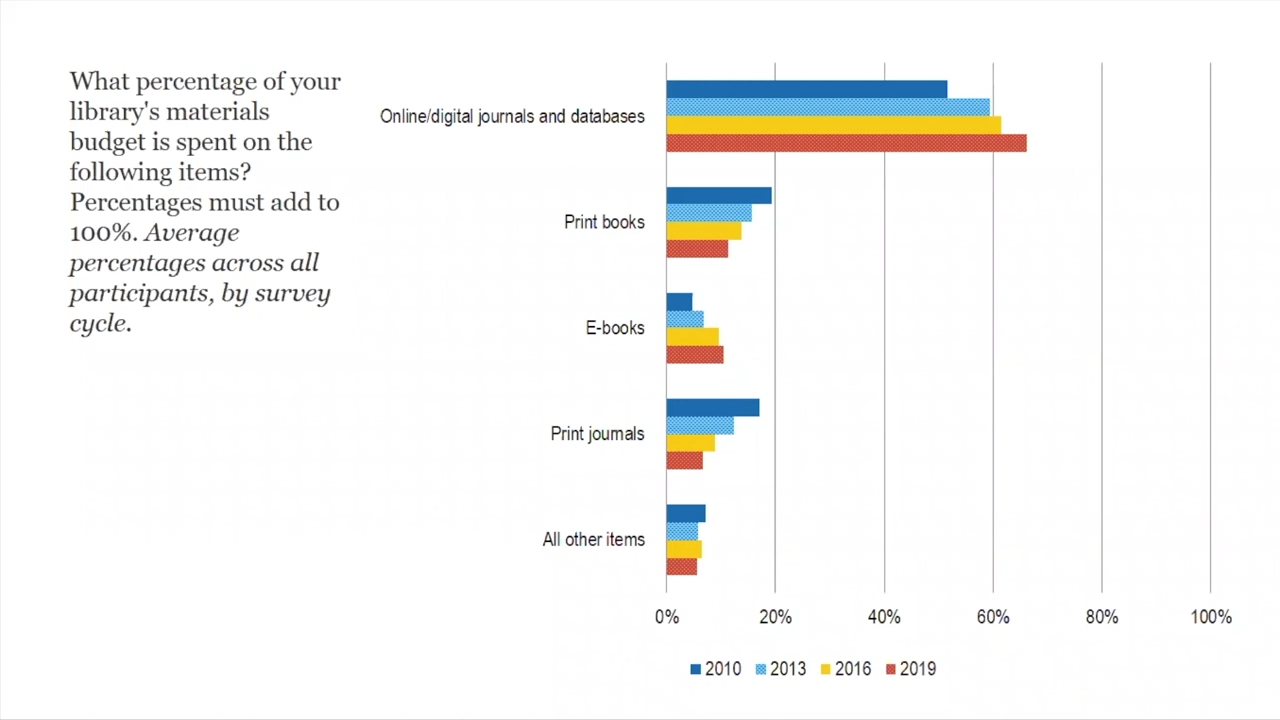 What percentage of your
library's materials
budget is spent on the
following items?
Percentages must add to
100%. Average
percentages across all
participants, by survey
cycle.
Online/digital journals and databases
Print books
E-books
Print journals
All other items
0% 20% 40% 60% 80% 100%
2010 2013 2016 2019